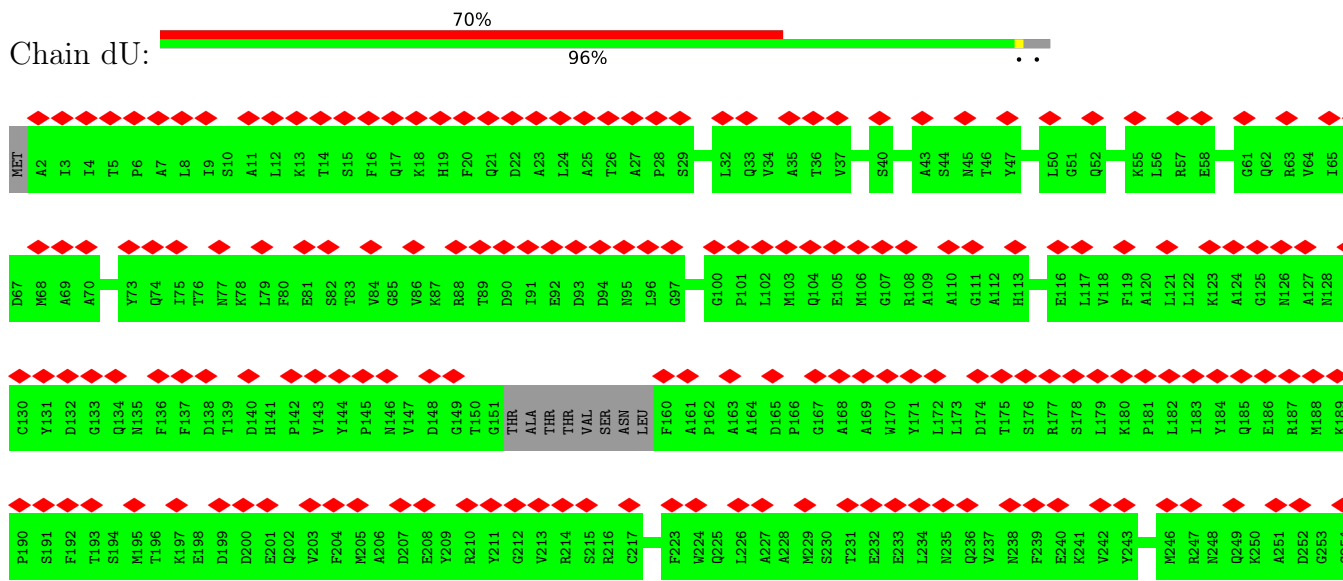 70%
Chain dU:
96%
MET A2 I3 I4 T5 P6 A7 L8 I9 S10 A11 L12 K13 T14 S15 F16 Q17 K18 H19 F20 Q21 D22 A23 L24 A25 T26 A27 P28 S29 L32 Q33 V34 A35 T36 V37 S40 A43 S44 N45 T46 Y47 L50 G51 Q52 K55 L56 R57 E58 G61 Q62 R63 V64 I65
D67 M68 A69 A70 Y73 Q74 I75 T76 N77 K78 L79 F80 E81 S82 T83 V84 G85 V86 K87 R88 T89 D90 I91 E92 D93 D94 N95 L96 G97 G100 P101 L102 M103 Q104 E105 M106 G107 R108 A109 A110 G111 A112 H113 E116 L117 V118 F119 A120 L121 L122 K123 A124 G125 N126 A127 N128
C130 Y131 D132 G133 Q134 N135 F136 F137 D138 T139 D140 H141 P142 V143 Y144 P145 N146 V147 D148 G149 T150 G151 THR ALA THR THR VAL SER ASN LEU F160 A161 P162 A163 A164 D165 P166 G167 A168 A169 W170 Y171 L172 L173 D174 T175 S176 R177 S178 L179 K180 P181 L182 I183 Y184 Q185 E186 R187 M188 K189
P190 S191 F192 T193 S194 M195 T196 K197 E198 D199 D200 E201 Q202 V203 F204 M205 A206 D207 E208 Y209 R210 Y211 G212 V213 R214 S215 R216 C217 F223 W224 Q225 L226 A227 A228 M229 S230 T231 E232 E233 L234 N235 Q236 V237 N238 F239 E240 K241 V242 Y243 M246 R247 N248 Q249 K250 A251 D252 G253